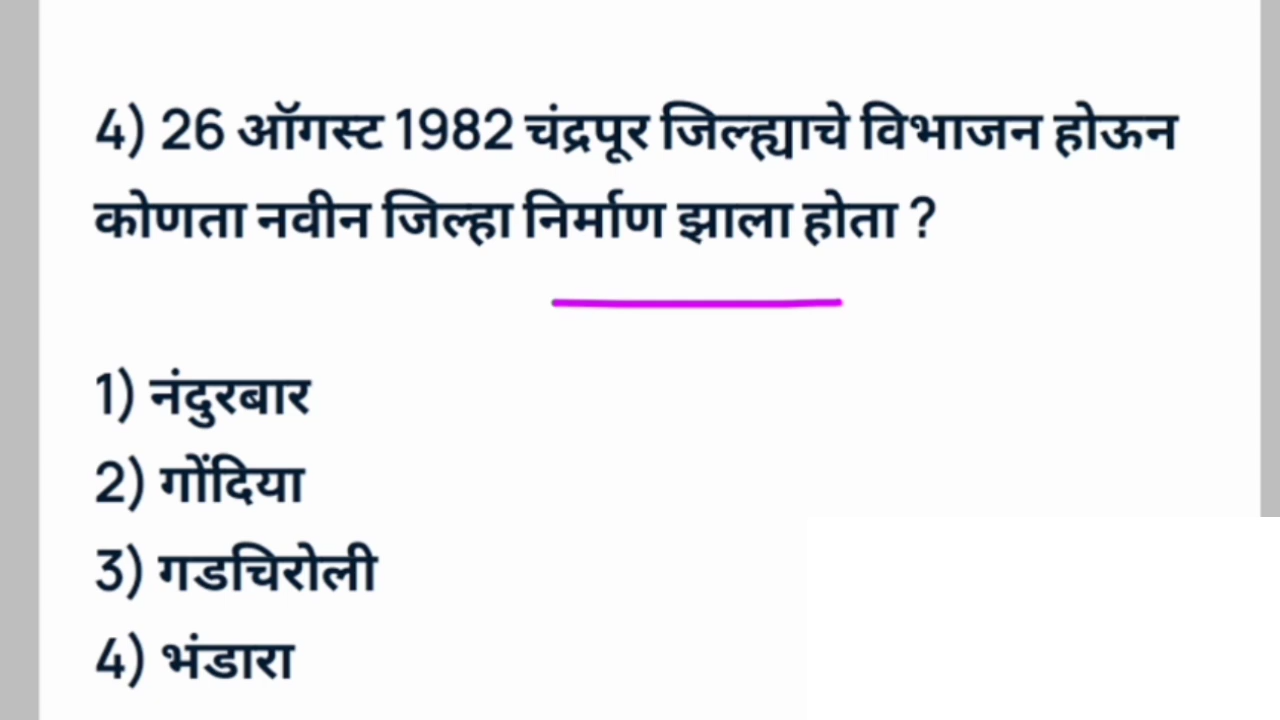 4) 26 ऑगस्ट 1982 चंद्रपूर जिल्ह्याचे विभाजन होऊन
कोणता नवीन जिल्हा निर्माण झाला होता ?
1) नंदुरबार
2) गोंदिया
3) गडचिरोली
4) भंडारा